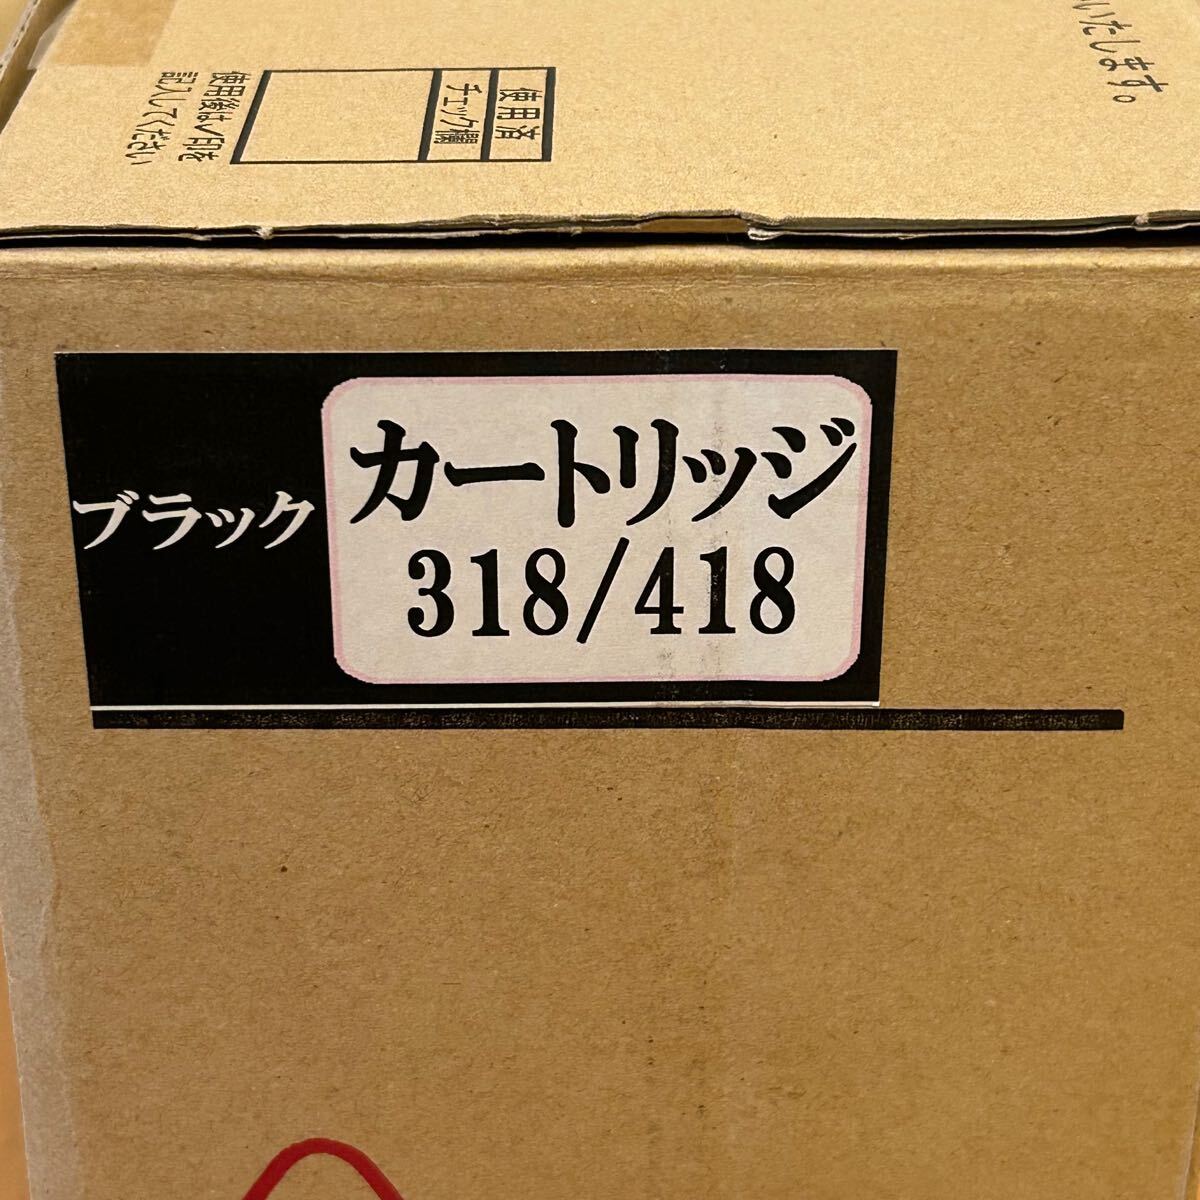 いたします。
使用済
チェック欄
使用後は✓印を
記入してください
ブラック
カートリッジ
318/418